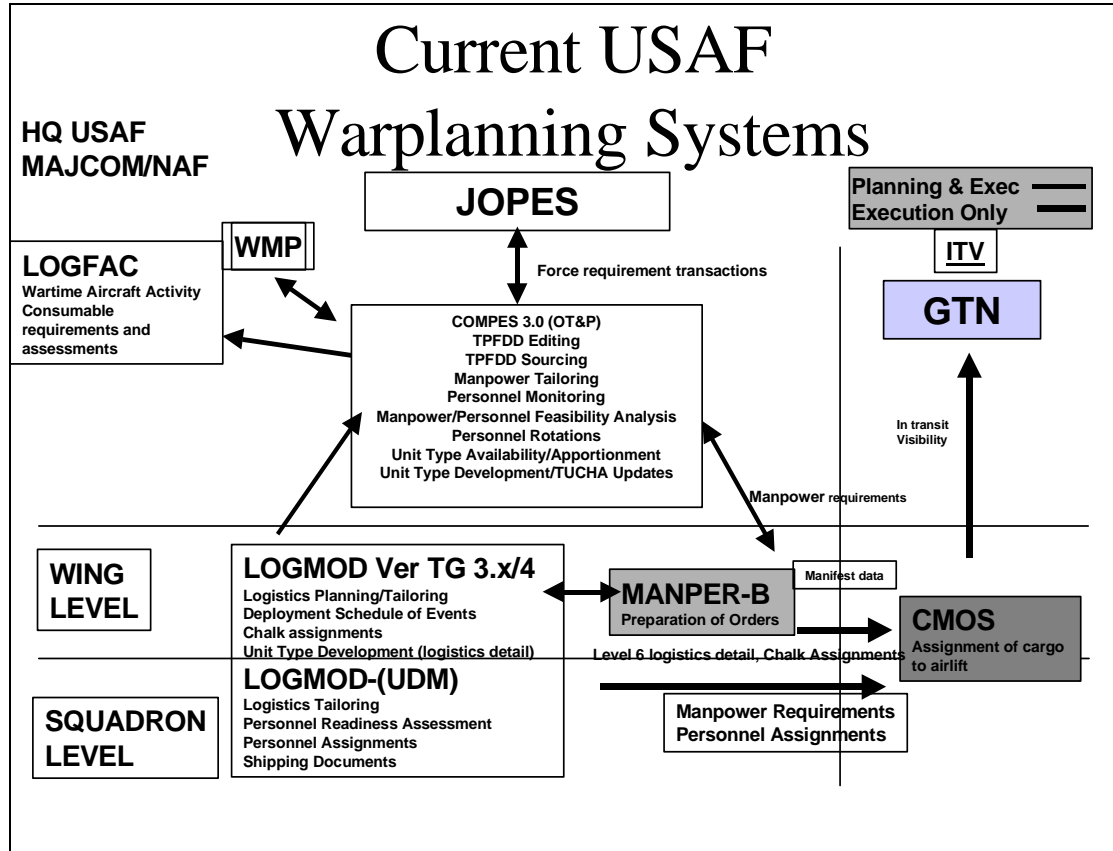 Current USAF
Warplanning Systems
HQ USAF
MAJCOM/NAF
JOPES
Planning & Exec
Execution Only
ITV
WMP
LOGFAC
Wartime Aircraft Activity
Consumable
requirements and
assessments
Force requirement transactions
GTN
COMPES 3.0 (OT&P)
TPFDD Editing
TPFDD Sourcing
Manpower Tailoring
Personnel Monitoring
Manpower/Personnel Feasibility Analysis
Personnel Rotations
Unit Type Availability/Apportionment
Unit Type Development/TUCHA Updates
In transit
Visibility
Manpower requirements
WING
LEVEL
LOGMOD Ver TG 3.x/4
Logistics Planning/Tailoring
Deployment Schedule of Events
Chalk assignments
Unit Type Development (logistics detail)
MANPER-B
Preparation of Orders
Manifest data
CMOS
Assignment of cargo
to airlift
Level 6 logistics detail, Chalk Assignments
SQUADRON
LEVEL
LOGMOD-(UDM)
Logistics Tailoring
Personnel Readiness Assessment
Personnel Assignments
Shipping Documents
Manpower Requirements
Personnel Assignments